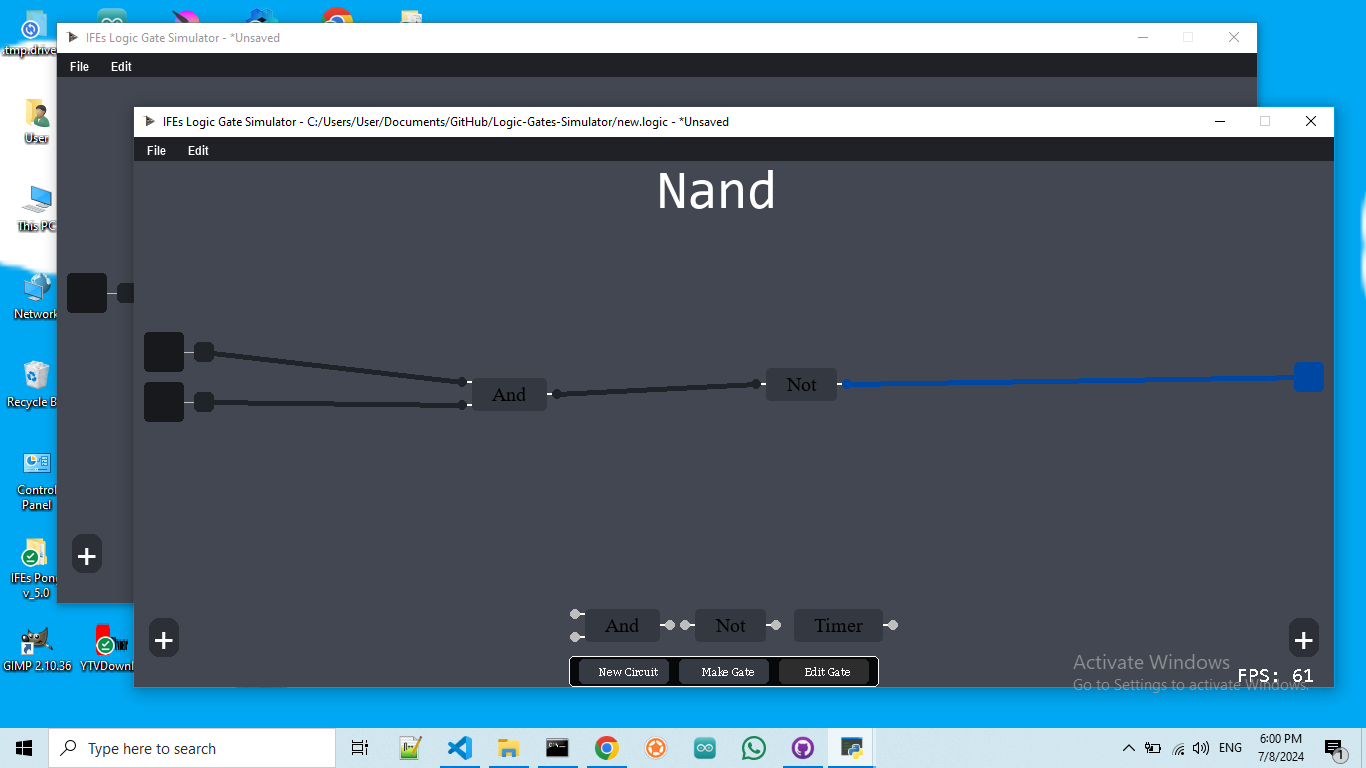 IFEs Logic Gate Simulator - *Unsaved
File Edit
IFEs Logic Gate Simulator - C:/Users/User/Documents/GitHub/Logic-Gates-Simulator/new.logic - *Unsaved
File Edit
Nand
And
Not
+
+
+
And Not Timer
New Circuit Make Gate Edit Gate
Activate Windows
Go to Settings to activate Windows.
FPS: 61
.tmp.drive
User
This PC
Network
Recycle B
Control
Panel
IFEs Pon
v_5.0
GIMP 2.10.36
YTVDownl
Type here to search
ENG
6:00 PM
7/8/2024
1